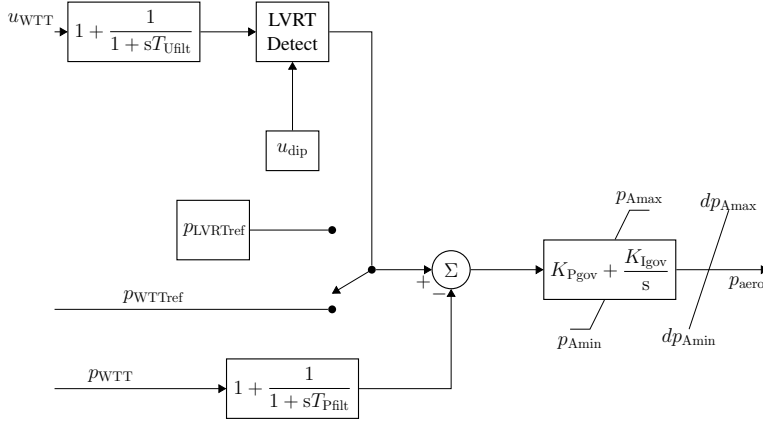 u_WTT
1 + 1/(1 + sT_Ufilt)
LVRT
Detect
u_dip
p_LVRTref
p_WTTref
p_WTT
1 + 1/(1 + sT_Pfilt)
+
−
Σ
K_Pgov + K_Igov/s
p_Amax
p_Amin
dp_Amax
dp_Amin
p_aero